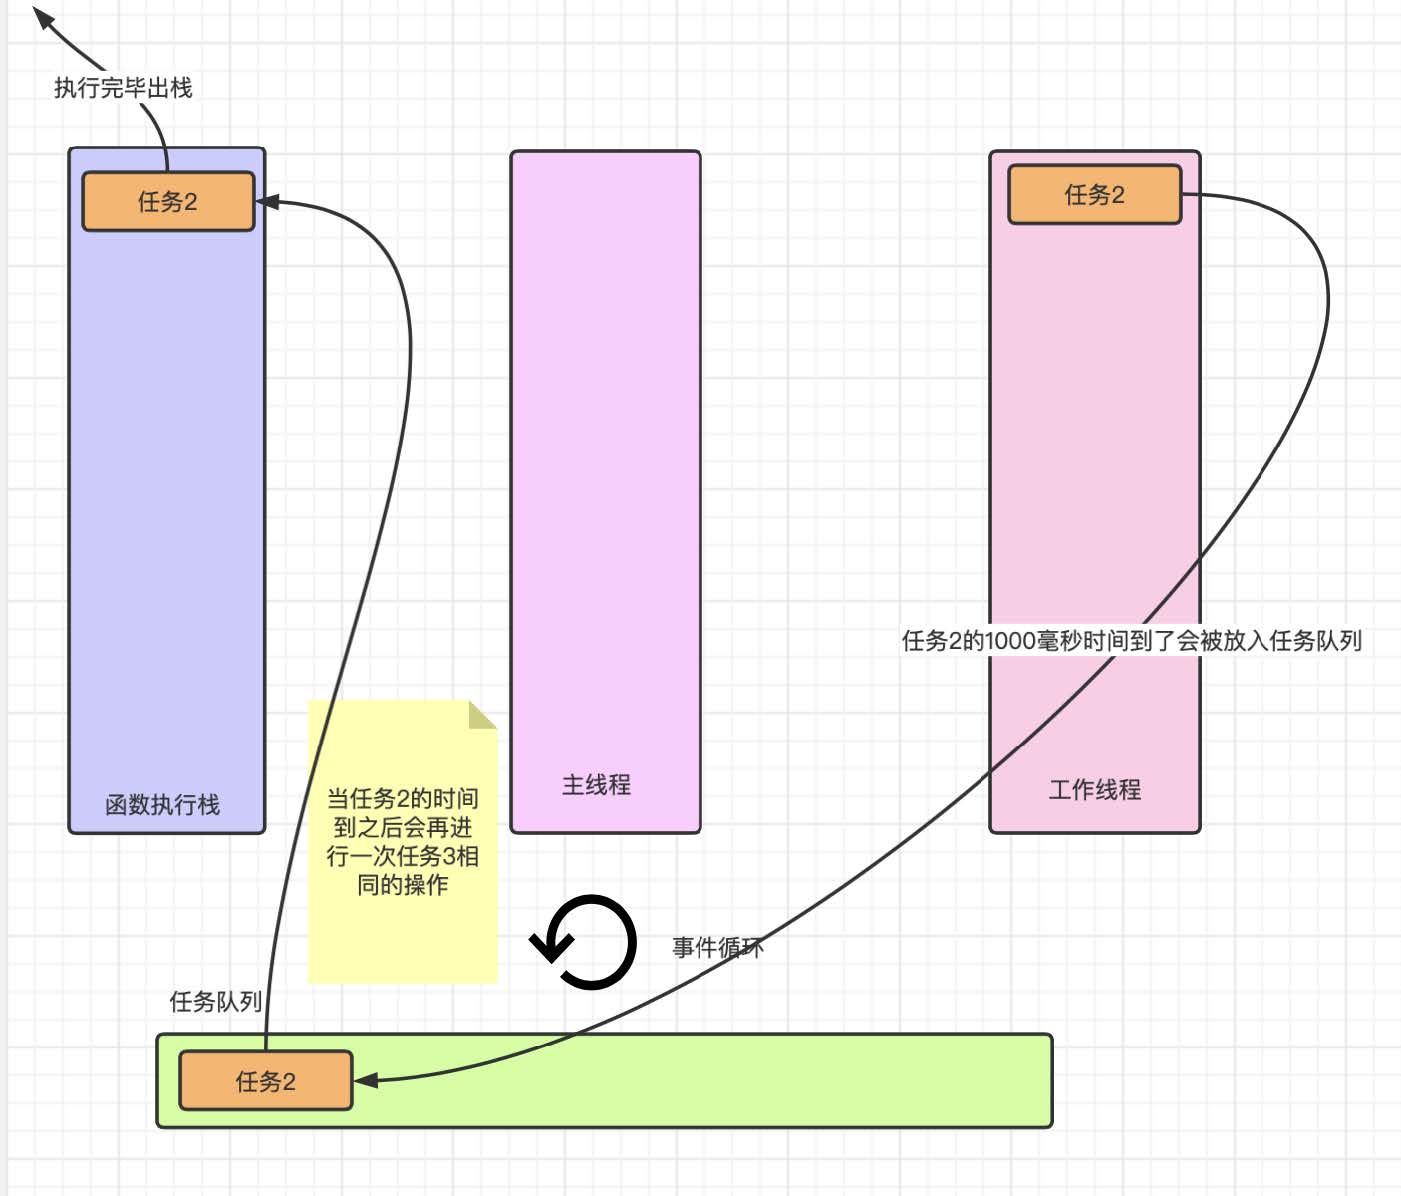 执行完毕出栈
任务2
任务2
任务2的1000毫秒时间到了会被放入任务队列
函数执行栈
主线程
工作线程
当任务2的时间
到之后会再进
行一次任务3相
同的操作
事件循环
任务队列
任务2